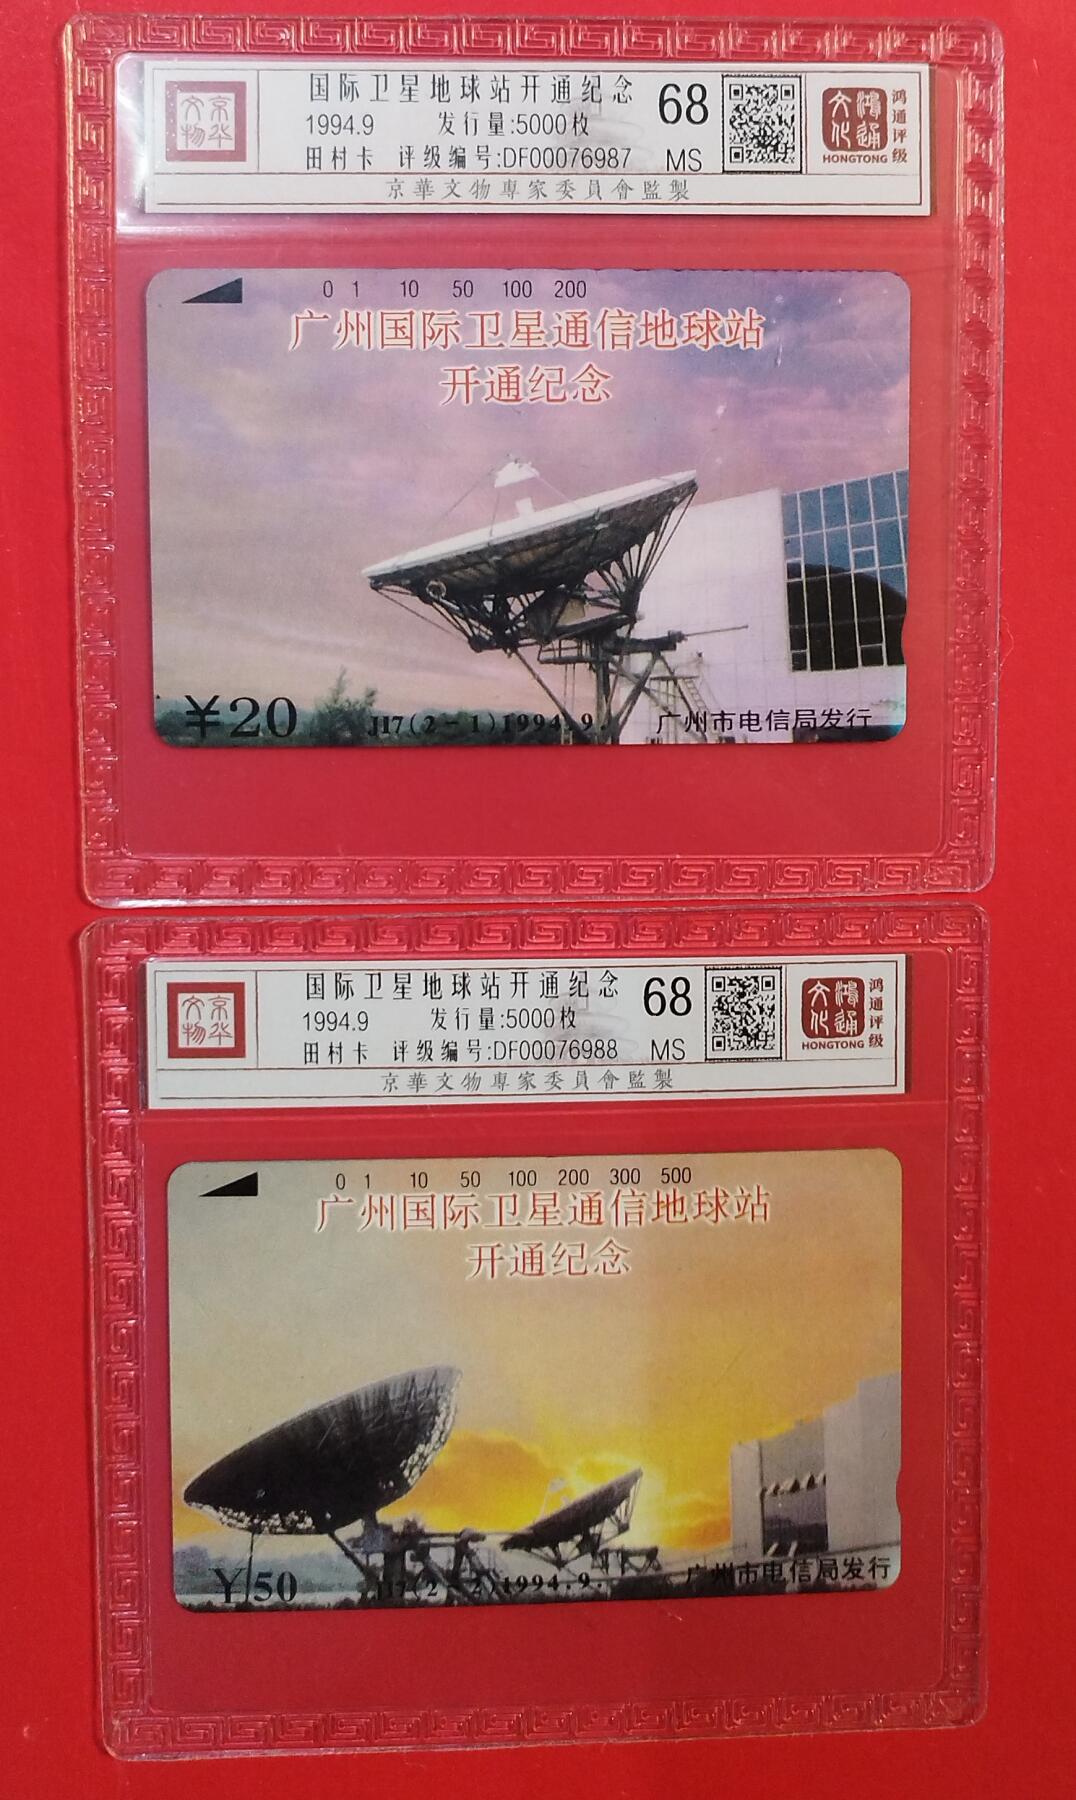 京华文物
国际卫星地球站开通纪念
1994.9 发行量:5000枚
68
田村卡 评级编号:DF00076987 MS
京華文物專家委員會監製
鸿通文化
HONGTONG
鸿通评级
0 1 10 50 100 200
广州国际卫星通信地球站
开通纪念
¥20
J17(2-1)1994.9.
广州市电信局发行
京华文物
国际卫星地球站开通纪念
1994.9 发行量:5000枚
68
田村卡 评级编号:DF00076988 MS
京華文物專家委員會監製
鸿通文化
HONGTONG
鸿通评级
0 1 10 50 100 200 300 500
广州国际卫星通信地球站
开通纪念
¥50
J17(2-2)1994.9.
广州市电信局发行